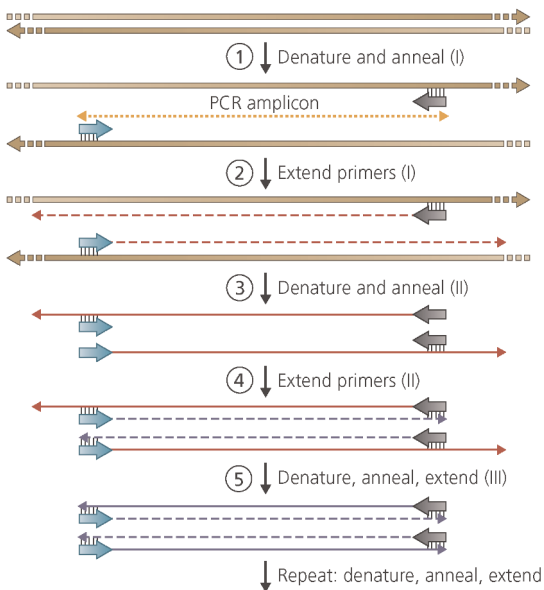 1 Denature and anneal (I)
PCR amplicon
2 Extend primers (I)
3 Denature and anneal (II)
4 Extend primers (II)
5 Denature, anneal, extend (III)
Repeat: denature, anneal, extend